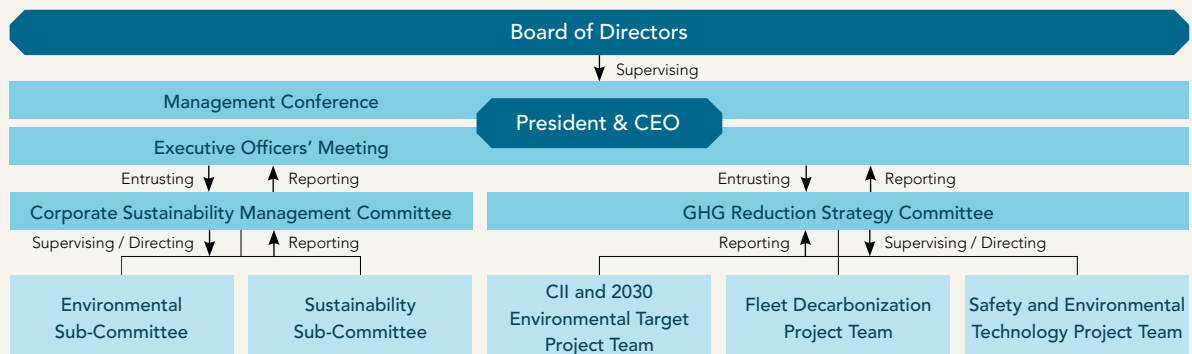 Board of Directors
Supervising
Management Conference
President & CEO
Executive Officers' Meeting
Entrusting
Reporting
Entrusting
Reporting
Corporate Sustainability Management Committee
GHG Reduction Strategy Committee
Supervising / Directing
Reporting
Reporting
Supervising / Directing
Environmental
Sub-Committee
Sustainability
Sub-Committee
CII and 2030
Environmental Target
Project Team
Fleet Decarbonization
Project Team
Safety and Environmental
Technology Project Team